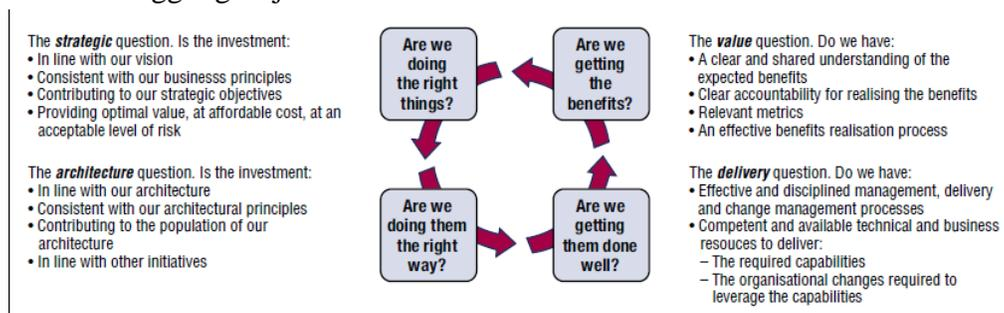 The strategic question. Is the investment:
• In line with our vision
• Consistent with our businesss principles
• Contributing to our strategic objectives
• Providing optimal value, at affordable cost, at an
acceptable level of risk
The architecture question. Is the investment:
• In line with our architecture
• Consistent with our architectural principles
• Contributing to the population of our
architecture
• In line with other initiatives
Are we
doing
the right
things?
Are we
getting
the
benefits?
Are we
doing them
the right
way?
Are we
getting
them done
well?
The value question. Do we have:
• A clear and shared understanding of the
expected benefits
• Clear accountability for realising the benefits
• Relevant metrics
• An effective benefits realisation process
The delivery question. Do we have:
• Effective and disciplined management, delivery
and change management processes
• Competent and available technical and business
resouces to deliver:
– The required capabilities
– The organisational changes required to
leverage the capabilities